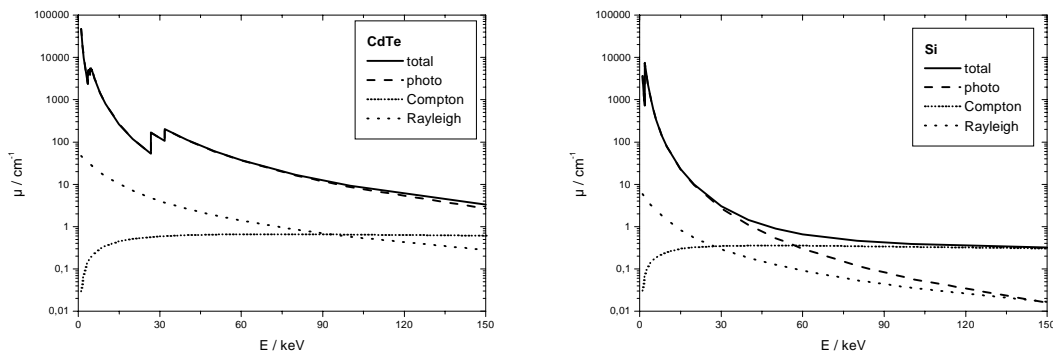 100000
10000
1000
100
10
1
0,1
0,01
µ / cm⁻¹
0
30
60
90
120
150
E / keV
CdTe
total
photo
Compton
Rayleigh
100000
10000
1000
100
10
1
0,1
0,01
µ / cm⁻¹
0
30
60
90
120
150
E / keV
Si
total
photo
Compton
Rayleigh